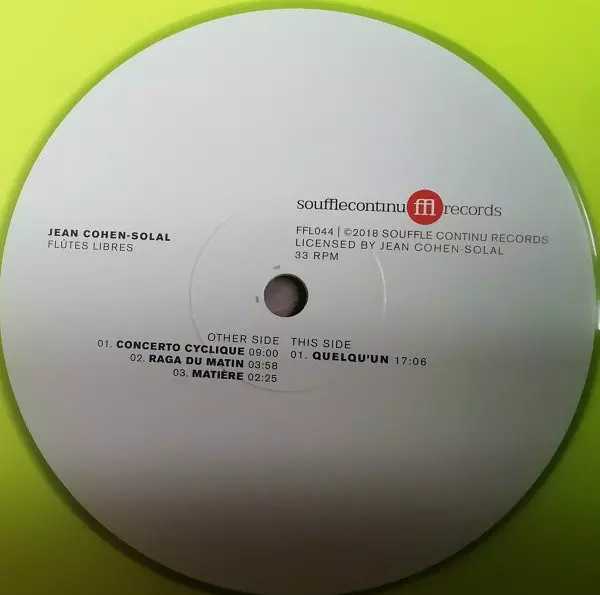 soufflecontinu ffl records
JEAN COHEN-SOLAL
FLÛTES LIBRES
FFL044 | ©2018 SOUFFLE CONTINU RECORDS
LICENSED BY JEAN COHEN-SOLAL
33 RPM
OTHER SIDE
01. CONCERTO CYCLIQUE 09:00
02. RAGA DU MATIN 03:58
03. MATIÈRE 02:25
THIS SIDE
01. QUELQU'UN 17:06